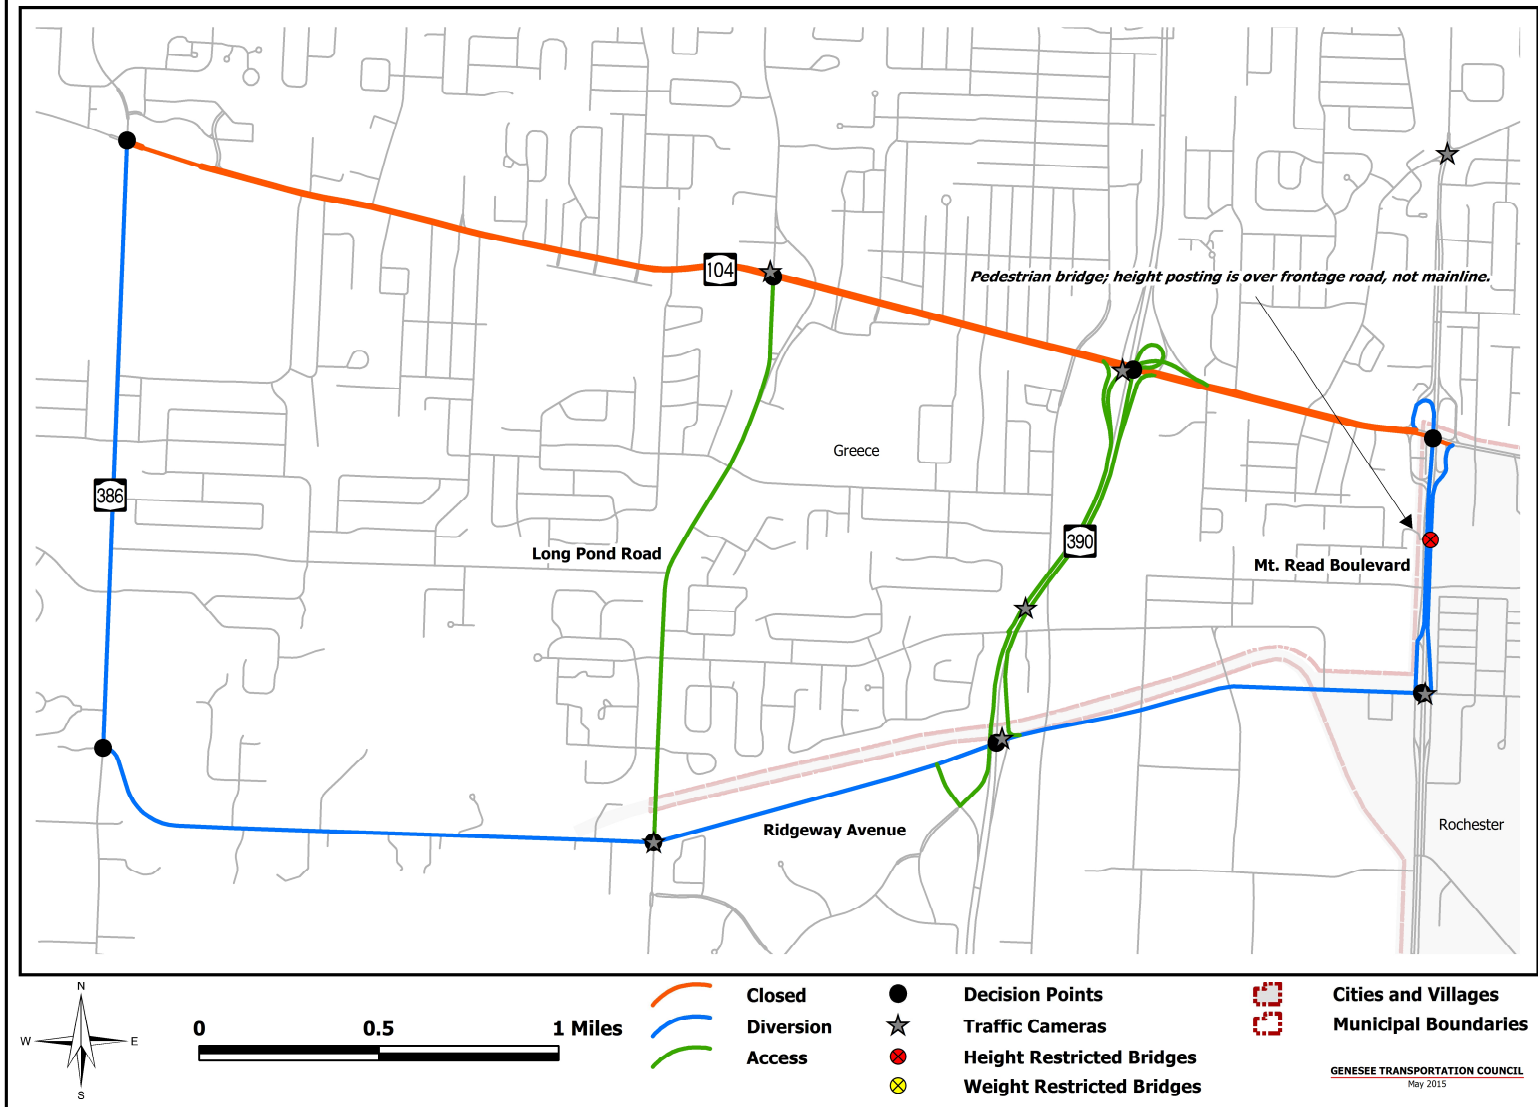 104
Pedestrian bridge; height posting is over frontage road, not mainline.
Greece
386
390
Long Pond Road
Mt. Read Boulevard
Ridgeway Avenue
Rochester
N
W
E
S
0
0.5
1 Miles
Closed
Diversion
Access
Decision Points
Traffic Cameras
Height Restricted Bridges
Weight Restricted Bridges
Cities and Villages
Municipal Boundaries
GENESEE TRANSPORTATION COUNCIL
May 2015